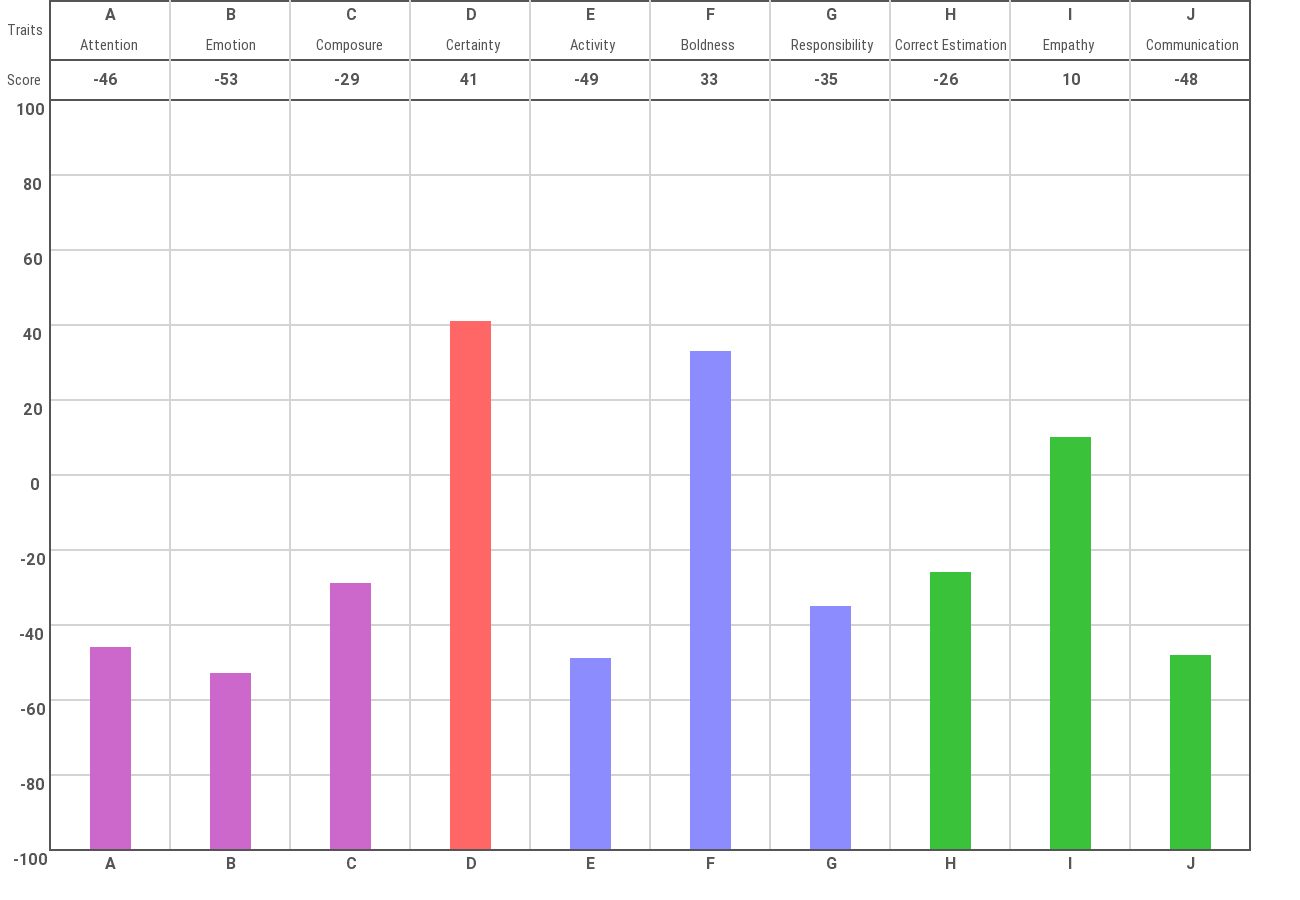 A B C D E F G H I J
Traits
Attention Emotion Composure Certainty Activity Boldness Responsibility Correct Estimation Empathy Communication
Score -46 -53 -29 41 -49 33 -35 -26 10 -48
100
80
60
40
20
0
-20
-40
-60
-80
-100
A B C D E F G H I J